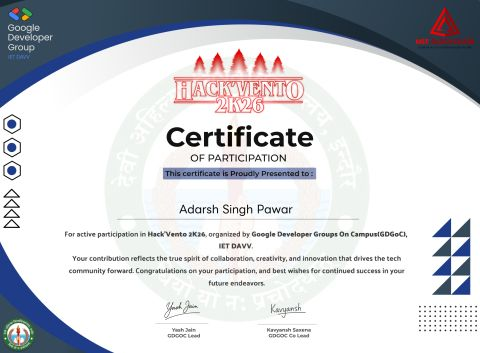 Google
Developer
Group
IET DAVV
HACK'VENTO
2K26
Certificate
OF PARTICIPATION
This certificate is Proudly Presented to :
Adarsh Singh Pawar
For active participation in Hack'Vento 2K26, organized by Google Developer Groups On Campus(GDGoC),
IET DAVV.
Your contribution reflects the true spirit of collaboration, creativity, and innovation that drives the tech
community forward. Congratulations on your participation, and best wishes for continued success in your
future endeavors.
Yash Jain
Kavyansh
Yash Jain
GDGOC Lead
Kavyansh Saxena
GDGOC Co Lead